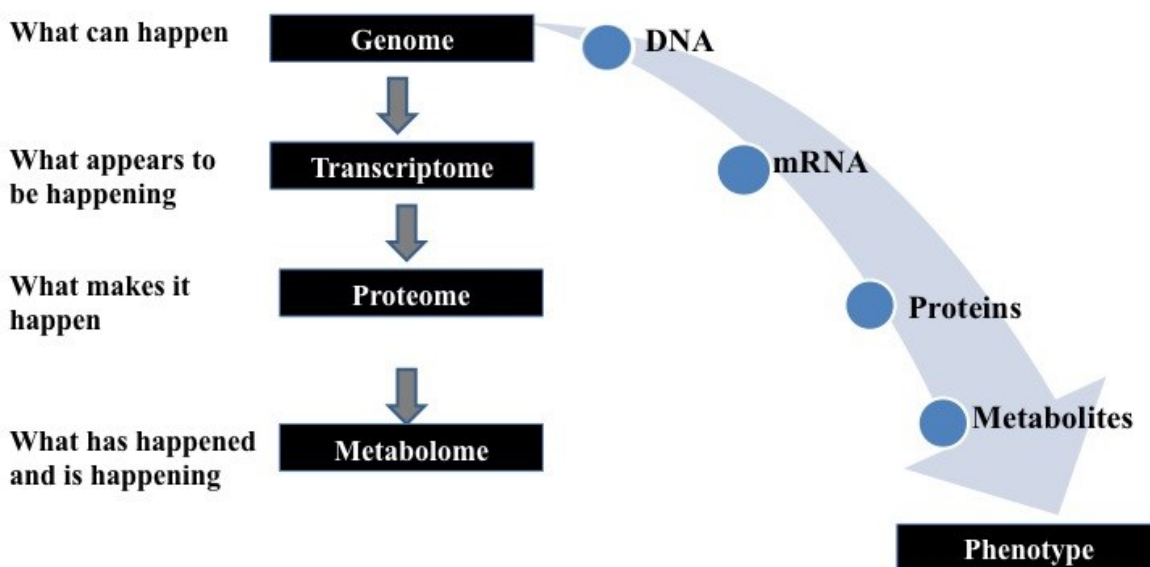 What can happen
Genome
DNA
What appears to
be happening
Transcriptome
mRNA
What makes it
happen
Proteome
Proteins
What has happened
and is happening
Metabolome
Metabolites
Phenotype